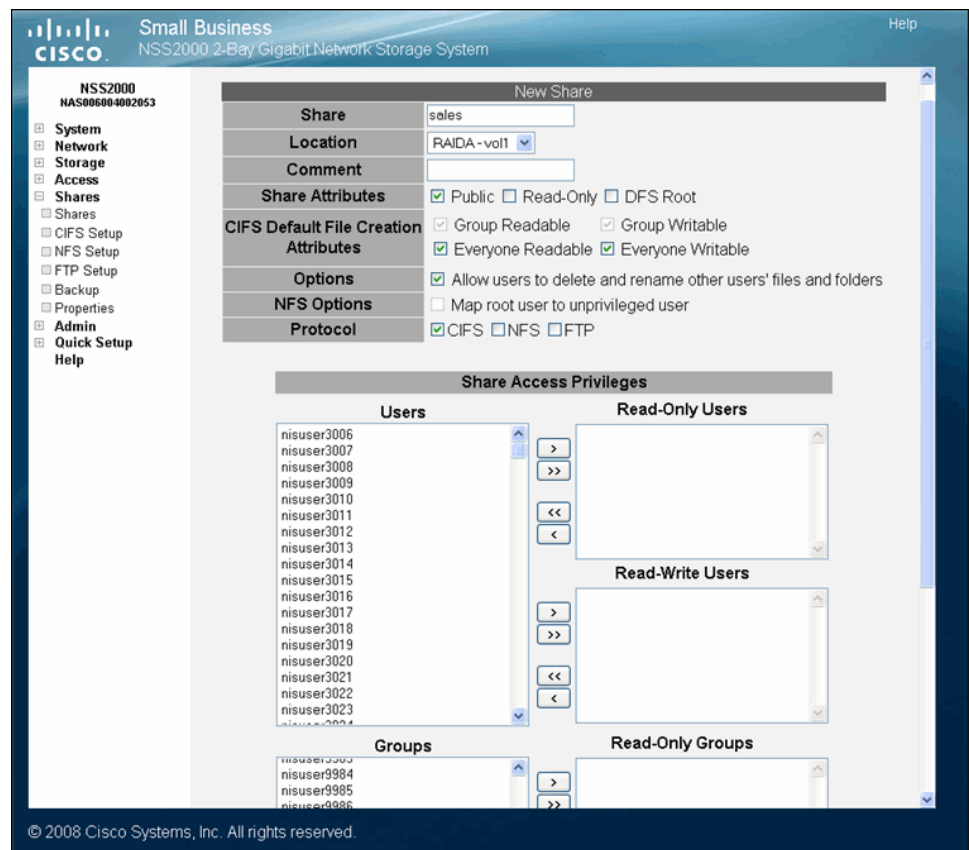 Small Business
Help
CISCO NSS2000 2-Bay Gigabit Network Storage System
NSS2000
NAS006004002053
System
Network
Storage
Access
Shares
Shares
CIFS Setup
NFS Setup
FTP Setup
Backup
Properties
Admin
Quick Setup
Help
New Share
Share sales
Location RAIDA-vol1
Comment
Share Attributes Public Read-Only DFS Root
CIFS Default File Creation Attributes Group Readable Group Writable
Everyone Readable Everyone Writable
Options Allow users to delete and rename other users' files and folders
NFS Options Map root user to unprivileged user
Protocol CIFS NFS FTP
Share Access Privileges
Users
nisuser3006
nisuser3007
nisuser3008
nisuser3009
nisuser3010
nisuser3011
nisuser3012
nisuser3013
nisuser3014
nisuser3015
nisuser3016
nisuser3017
nisuser3018
nisuser3019
nisuser3020
nisuser3021
nisuser3022
nisuser3023
>
>>
<<
<
Read-Only Users
>
>>
<<
<
Read-Write Users
Groups
nisuser9984
nisuser9985
nisuser9986
>
>>
Read-Only Groups
© 2008 Cisco Systems, Inc. All rights reserved.